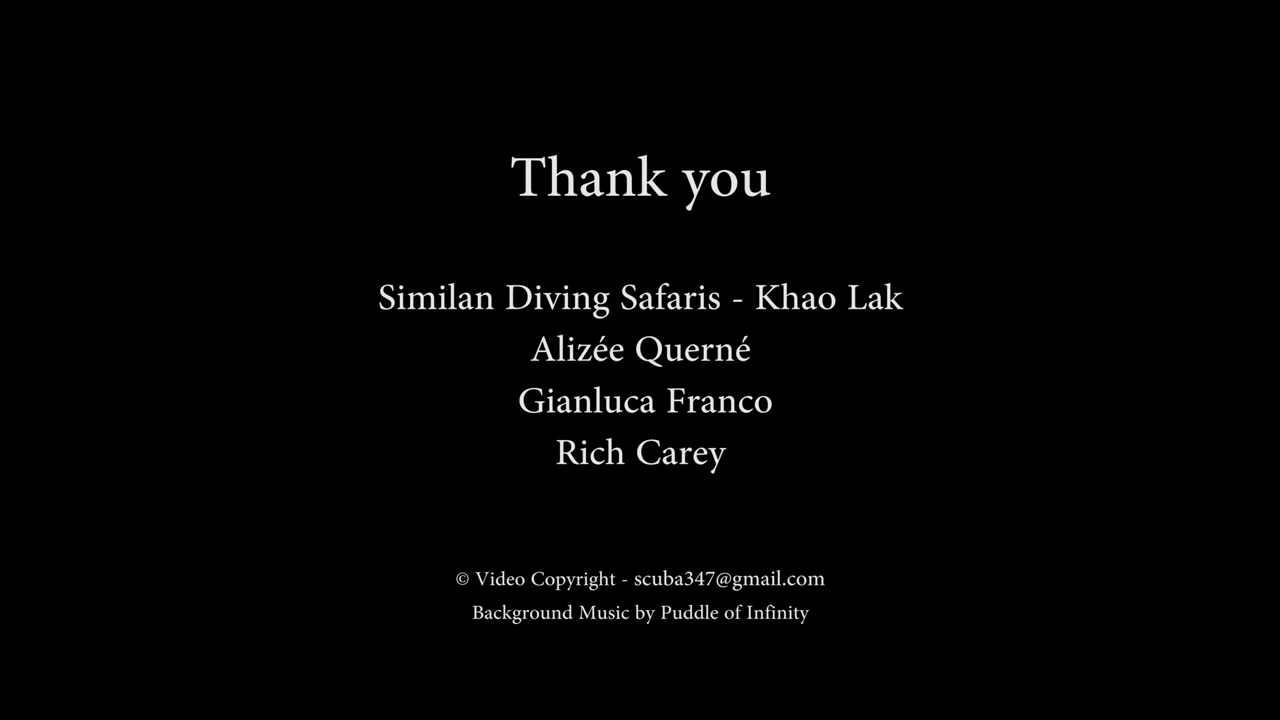 Thank you
Similan Diving Safaris - Khao Lak
Alizée Querné
Gianluca Franco
Rich Carey
© Video Copyright - scuba347@gmail.com
Background Music by Puddle of Infinity